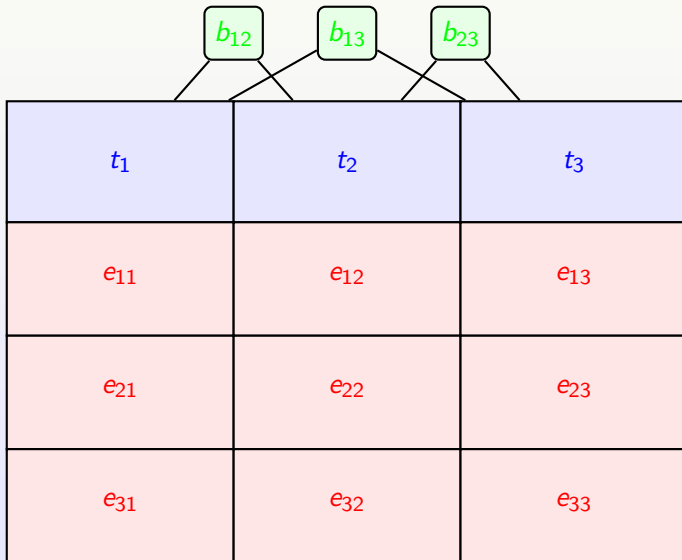 b₁₂ b₁₃ b₂₃
t₁ t₂ t₃
e₁₁ e₁₂ e₁₃
e₂₁ e₂₂ e₂₃
e₃₁ e₃₂ e₃₃